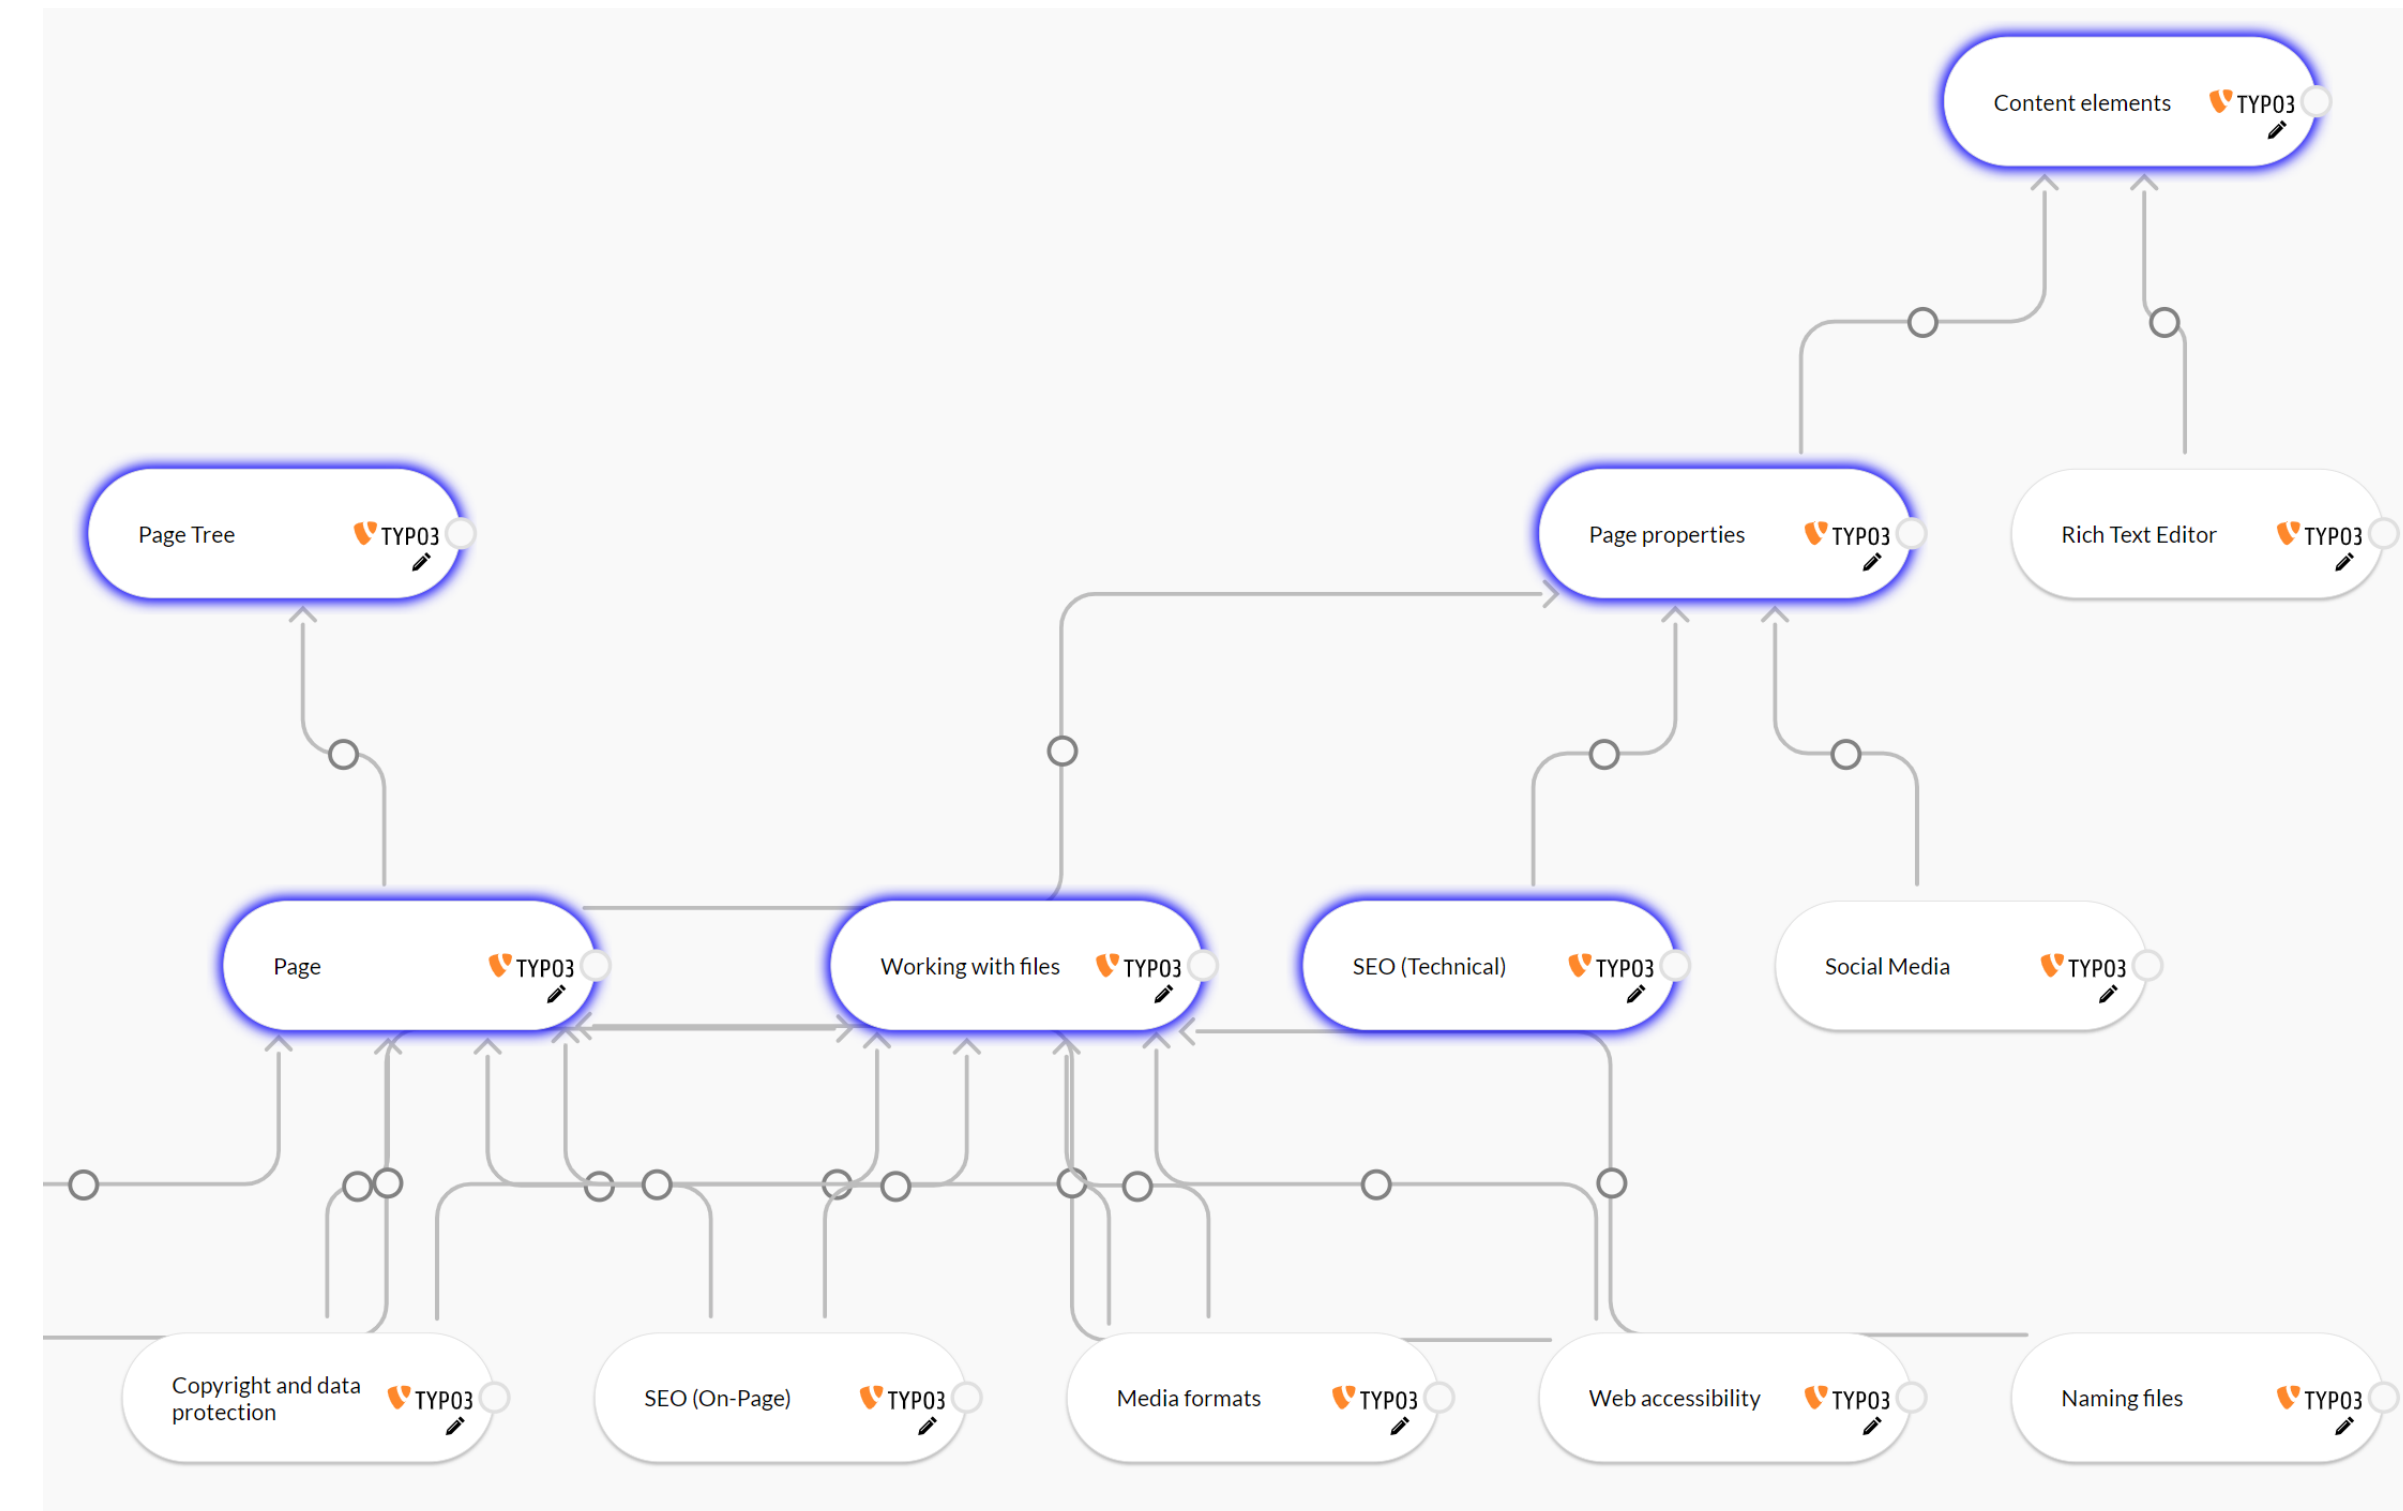 Content elements TYPO3
Page Tree TYPO3
Page properties TYPO3
Rich Text Editor TYPO3
Page TYPO3
Working with files TYPO3
SEO (Technical) TYPO3
Social Media TYPO3
Copyright and data
protection TYPO3
SEO (On-Page) TYPO3
Media formats TYPO3
Web accessibility TYPO3
Naming files TYPO3